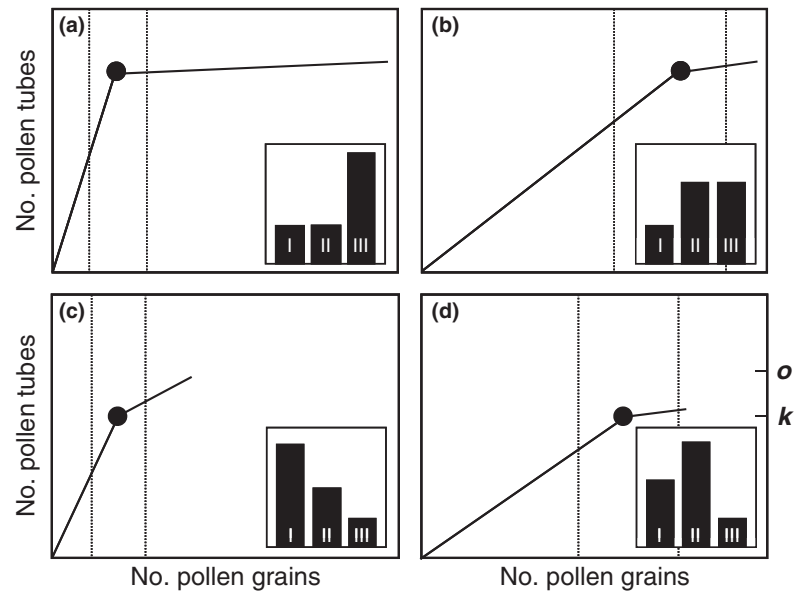 (a)
No. pollen tubes
I II III
(b)
I II III
(c)
No. pollen tubes
I II III
No. pollen grains
(d)
o
k
I II III
No. pollen grains